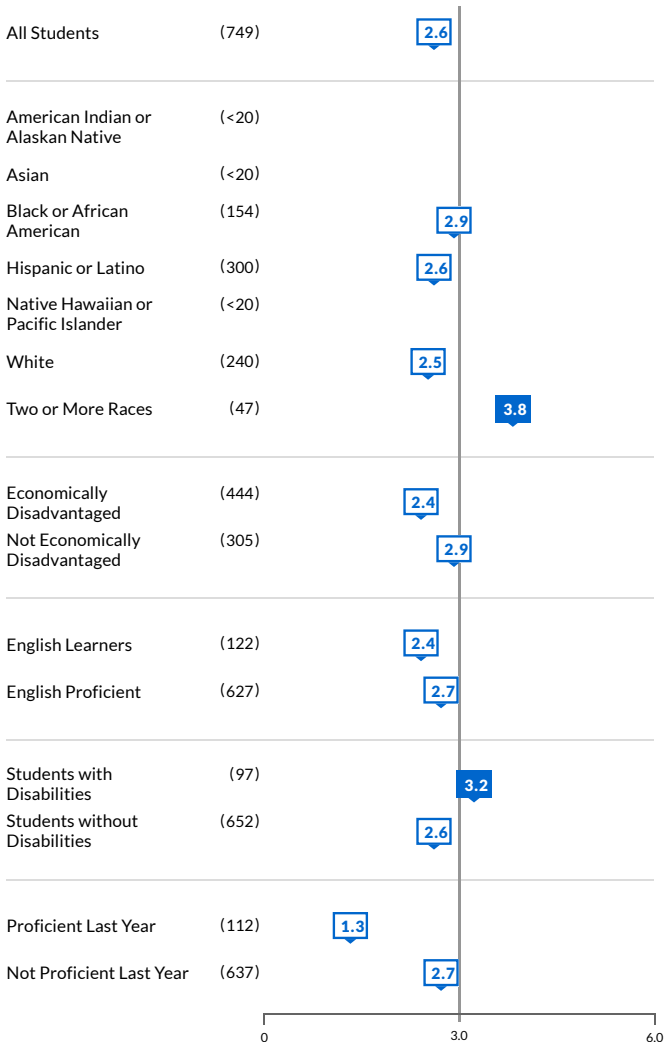 All Students (749) 2.6
American Indian or (<20)
Alaskan Native
Asian (<20)
Black or African (154) 2.9
American
Hispanic or Latino (300) 2.6
Native Hawaiian or (<20)
Pacific Islander
White (240) 2.5
Two or More Races (47) 3.8
Economically (444) 2.4
Disadvantaged
Not Economically (305) 2.9
Disadvantaged
English Learners (122) 2.4
English Proficient (627) 2.7
Students with (97) 3.2
Disabilities
Students without (652) 2.6
Disabilities
Proficient Last Year (112) 1.3
Not Proficient Last Year (637) 2.7
0 3.0 6.0